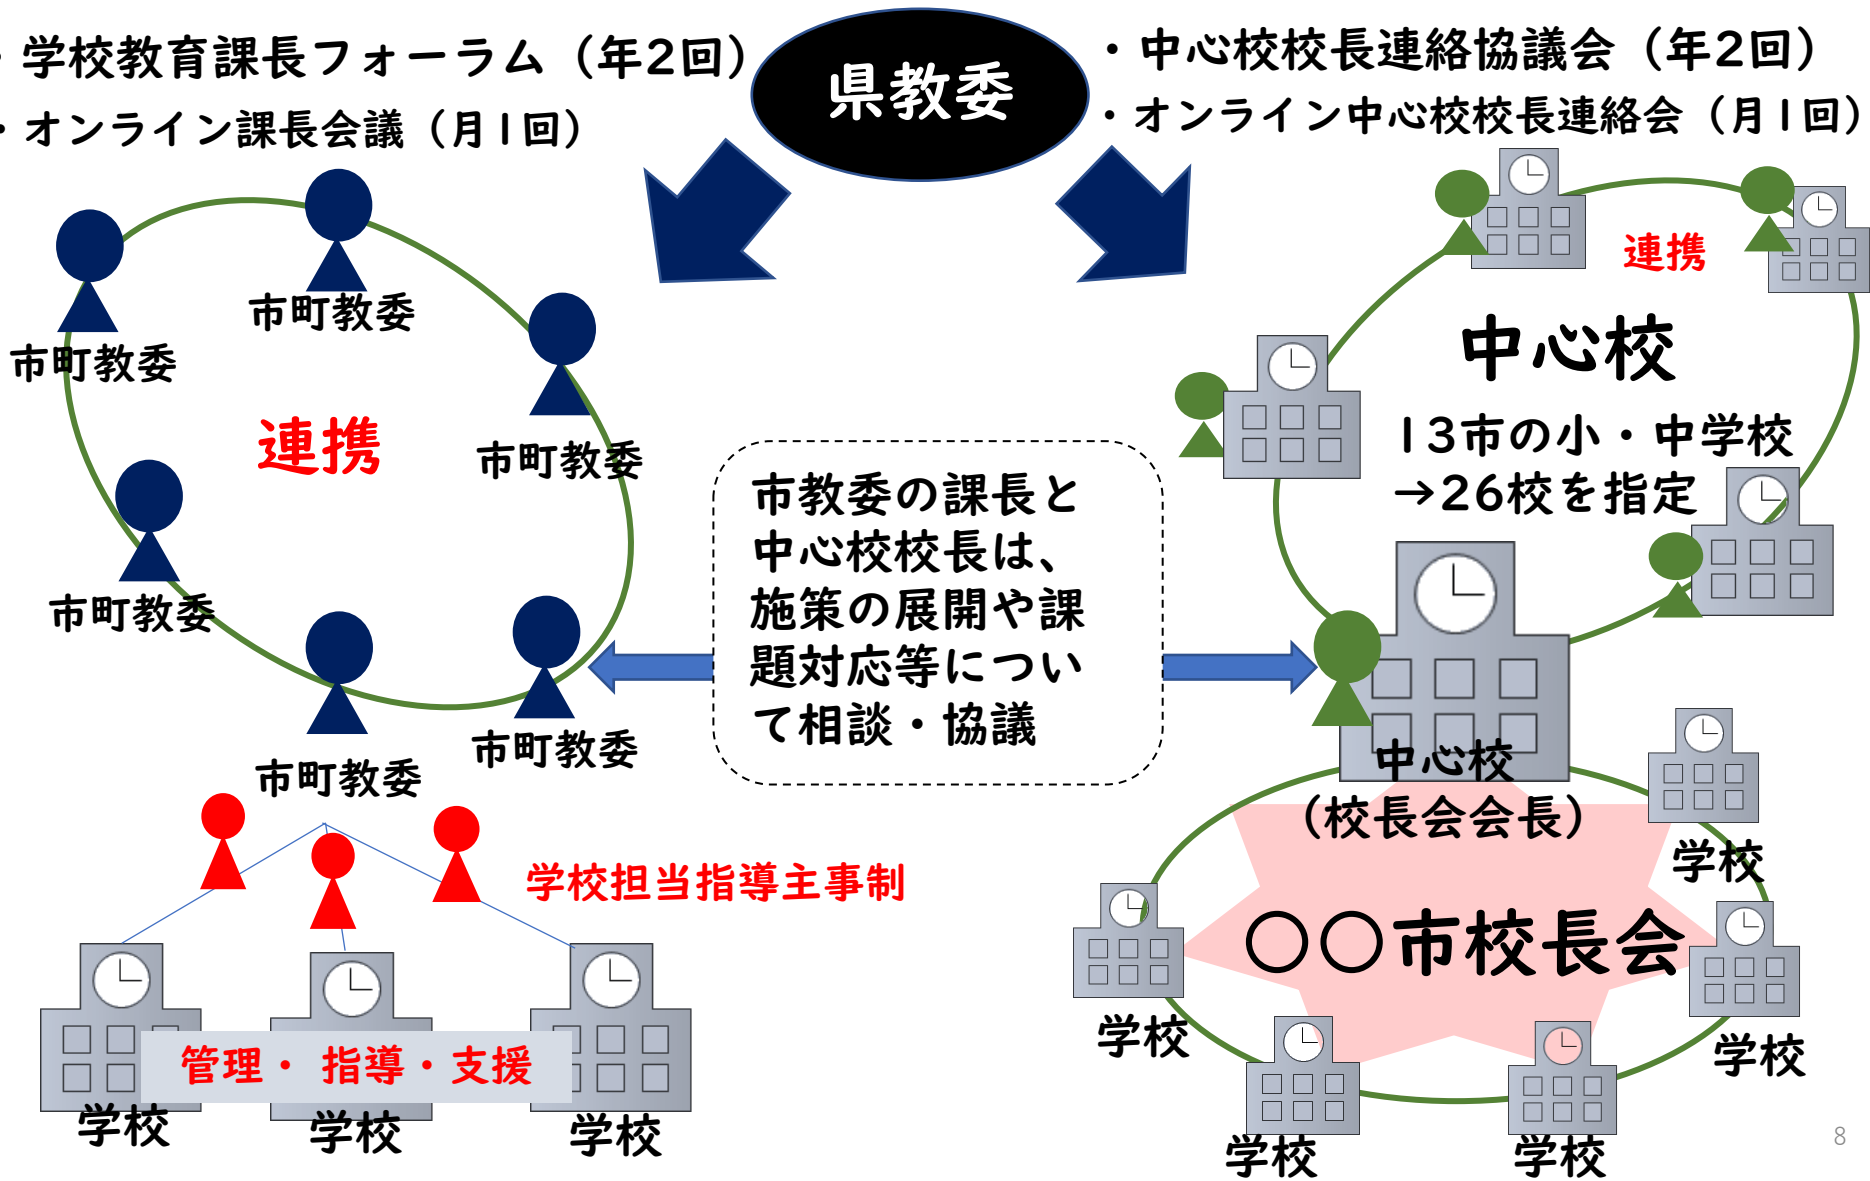 ・学校教育課長フォーラム（年2回）
・オンライン課長会議（月1回）
県教委
・中心校校長連絡協議会（年2回）
・オンライン中心校校長連絡会（月1回）
市町教委
市町教委
市町教委
連携
市町教委
市町教委
市町教委
市教委の課長と
中心校校長は、
施策の展開や課
題対応等につい
て相談・協議
連携
中心校
13市の小・中学校
→26校を指定
中心校
（校長会会長）
〇〇市校長会
学校
学校
学校
学校
学校
学校担当指導主事制
管理・ 指導・支援
学校
学校
学校
8